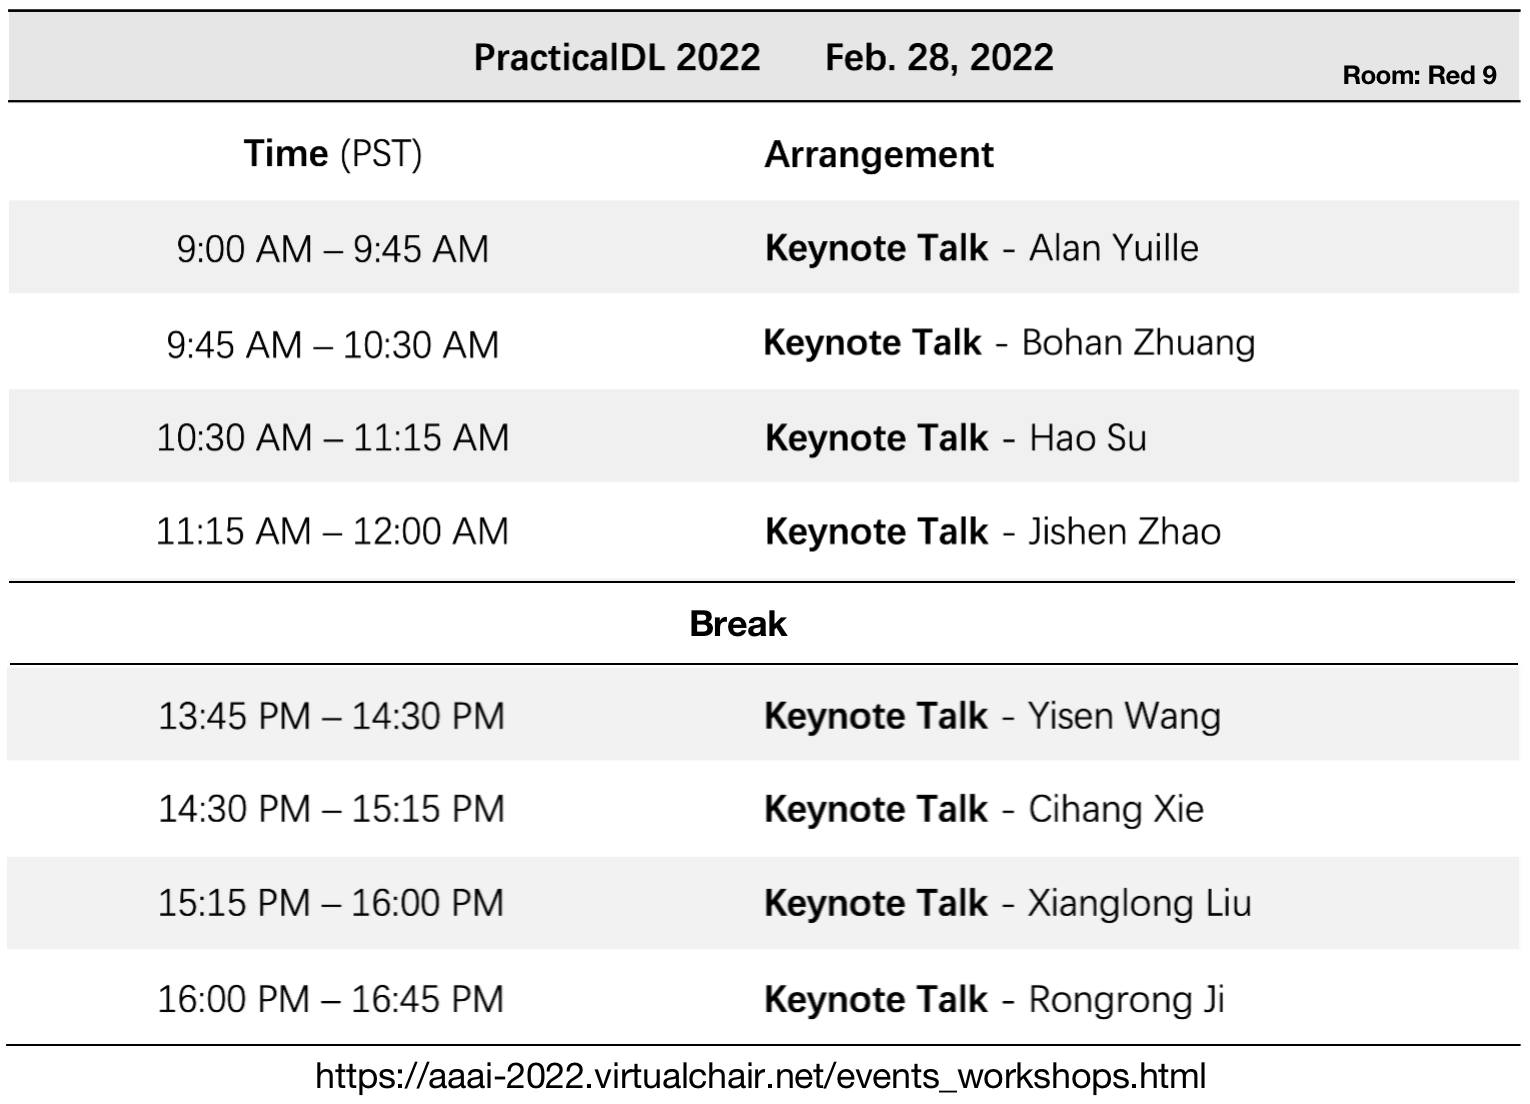 PracticalDL 2022 Feb. 28, 2022
Room: Red 9
Time (PST) Arrangement
9:00 AM – 9:45 AM Keynote Talk - Alan Yuille
9:45 AM – 10:30 AM Keynote Talk - Bohan Zhuang
10:30 AM – 11:15 AM Keynote Talk - Hao Su
11:15 AM – 12:00 AM Keynote Talk - Jishen Zhao
Break
13:45 PM – 14:30 PM Keynote Talk - Yisen Wang
14:30 PM – 15:15 PM Keynote Talk - Cihang Xie
15:15 PM – 16:00 PM Keynote Talk - Xianglong Liu
16:00 PM – 16:45 PM Keynote Talk - Rongrong Ji
https://aaai-2022.virtualchair.net/events_workshops.html